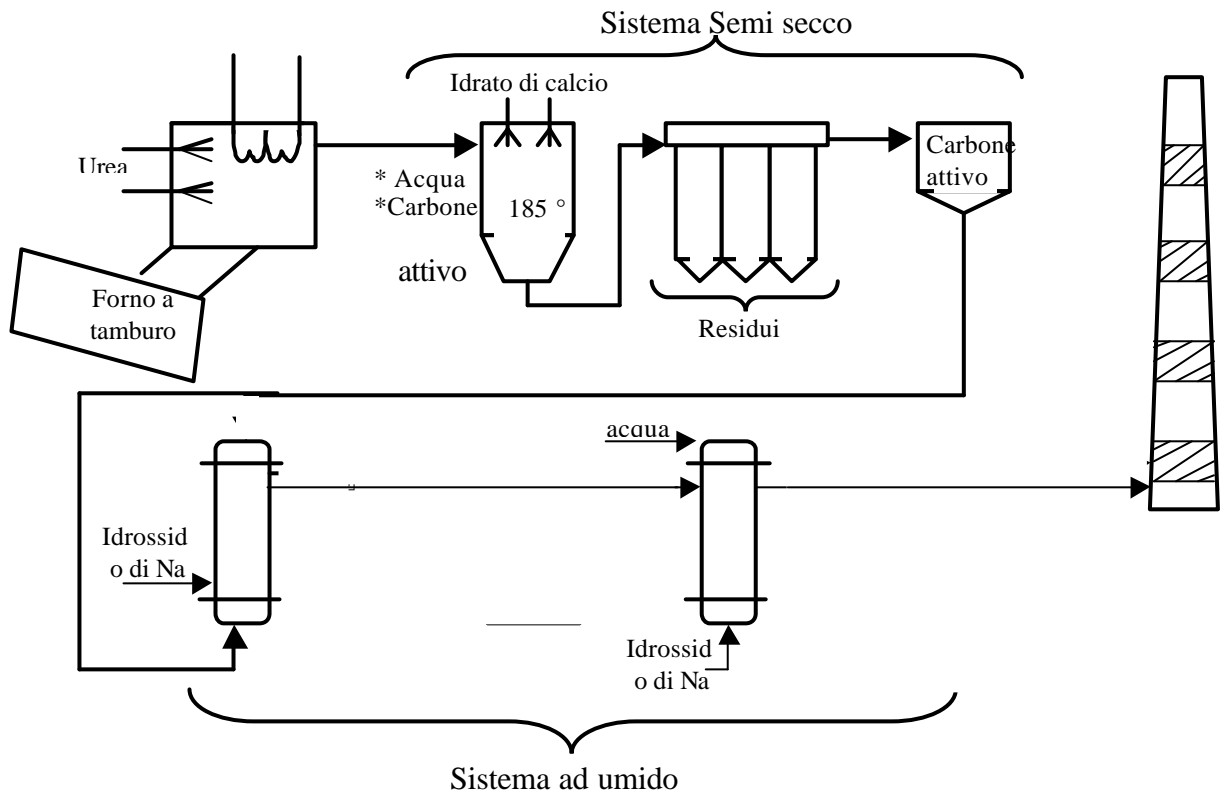 Sistema Semi secco
Idrato di calcio
Urea
* Acqua
*Carbone
attivo
185 °
Carbone
attivo
Forno a
tamburo
Residui
acqua
Idrossid
o di Na
Idrossid
o di Na
Sistema ad umido